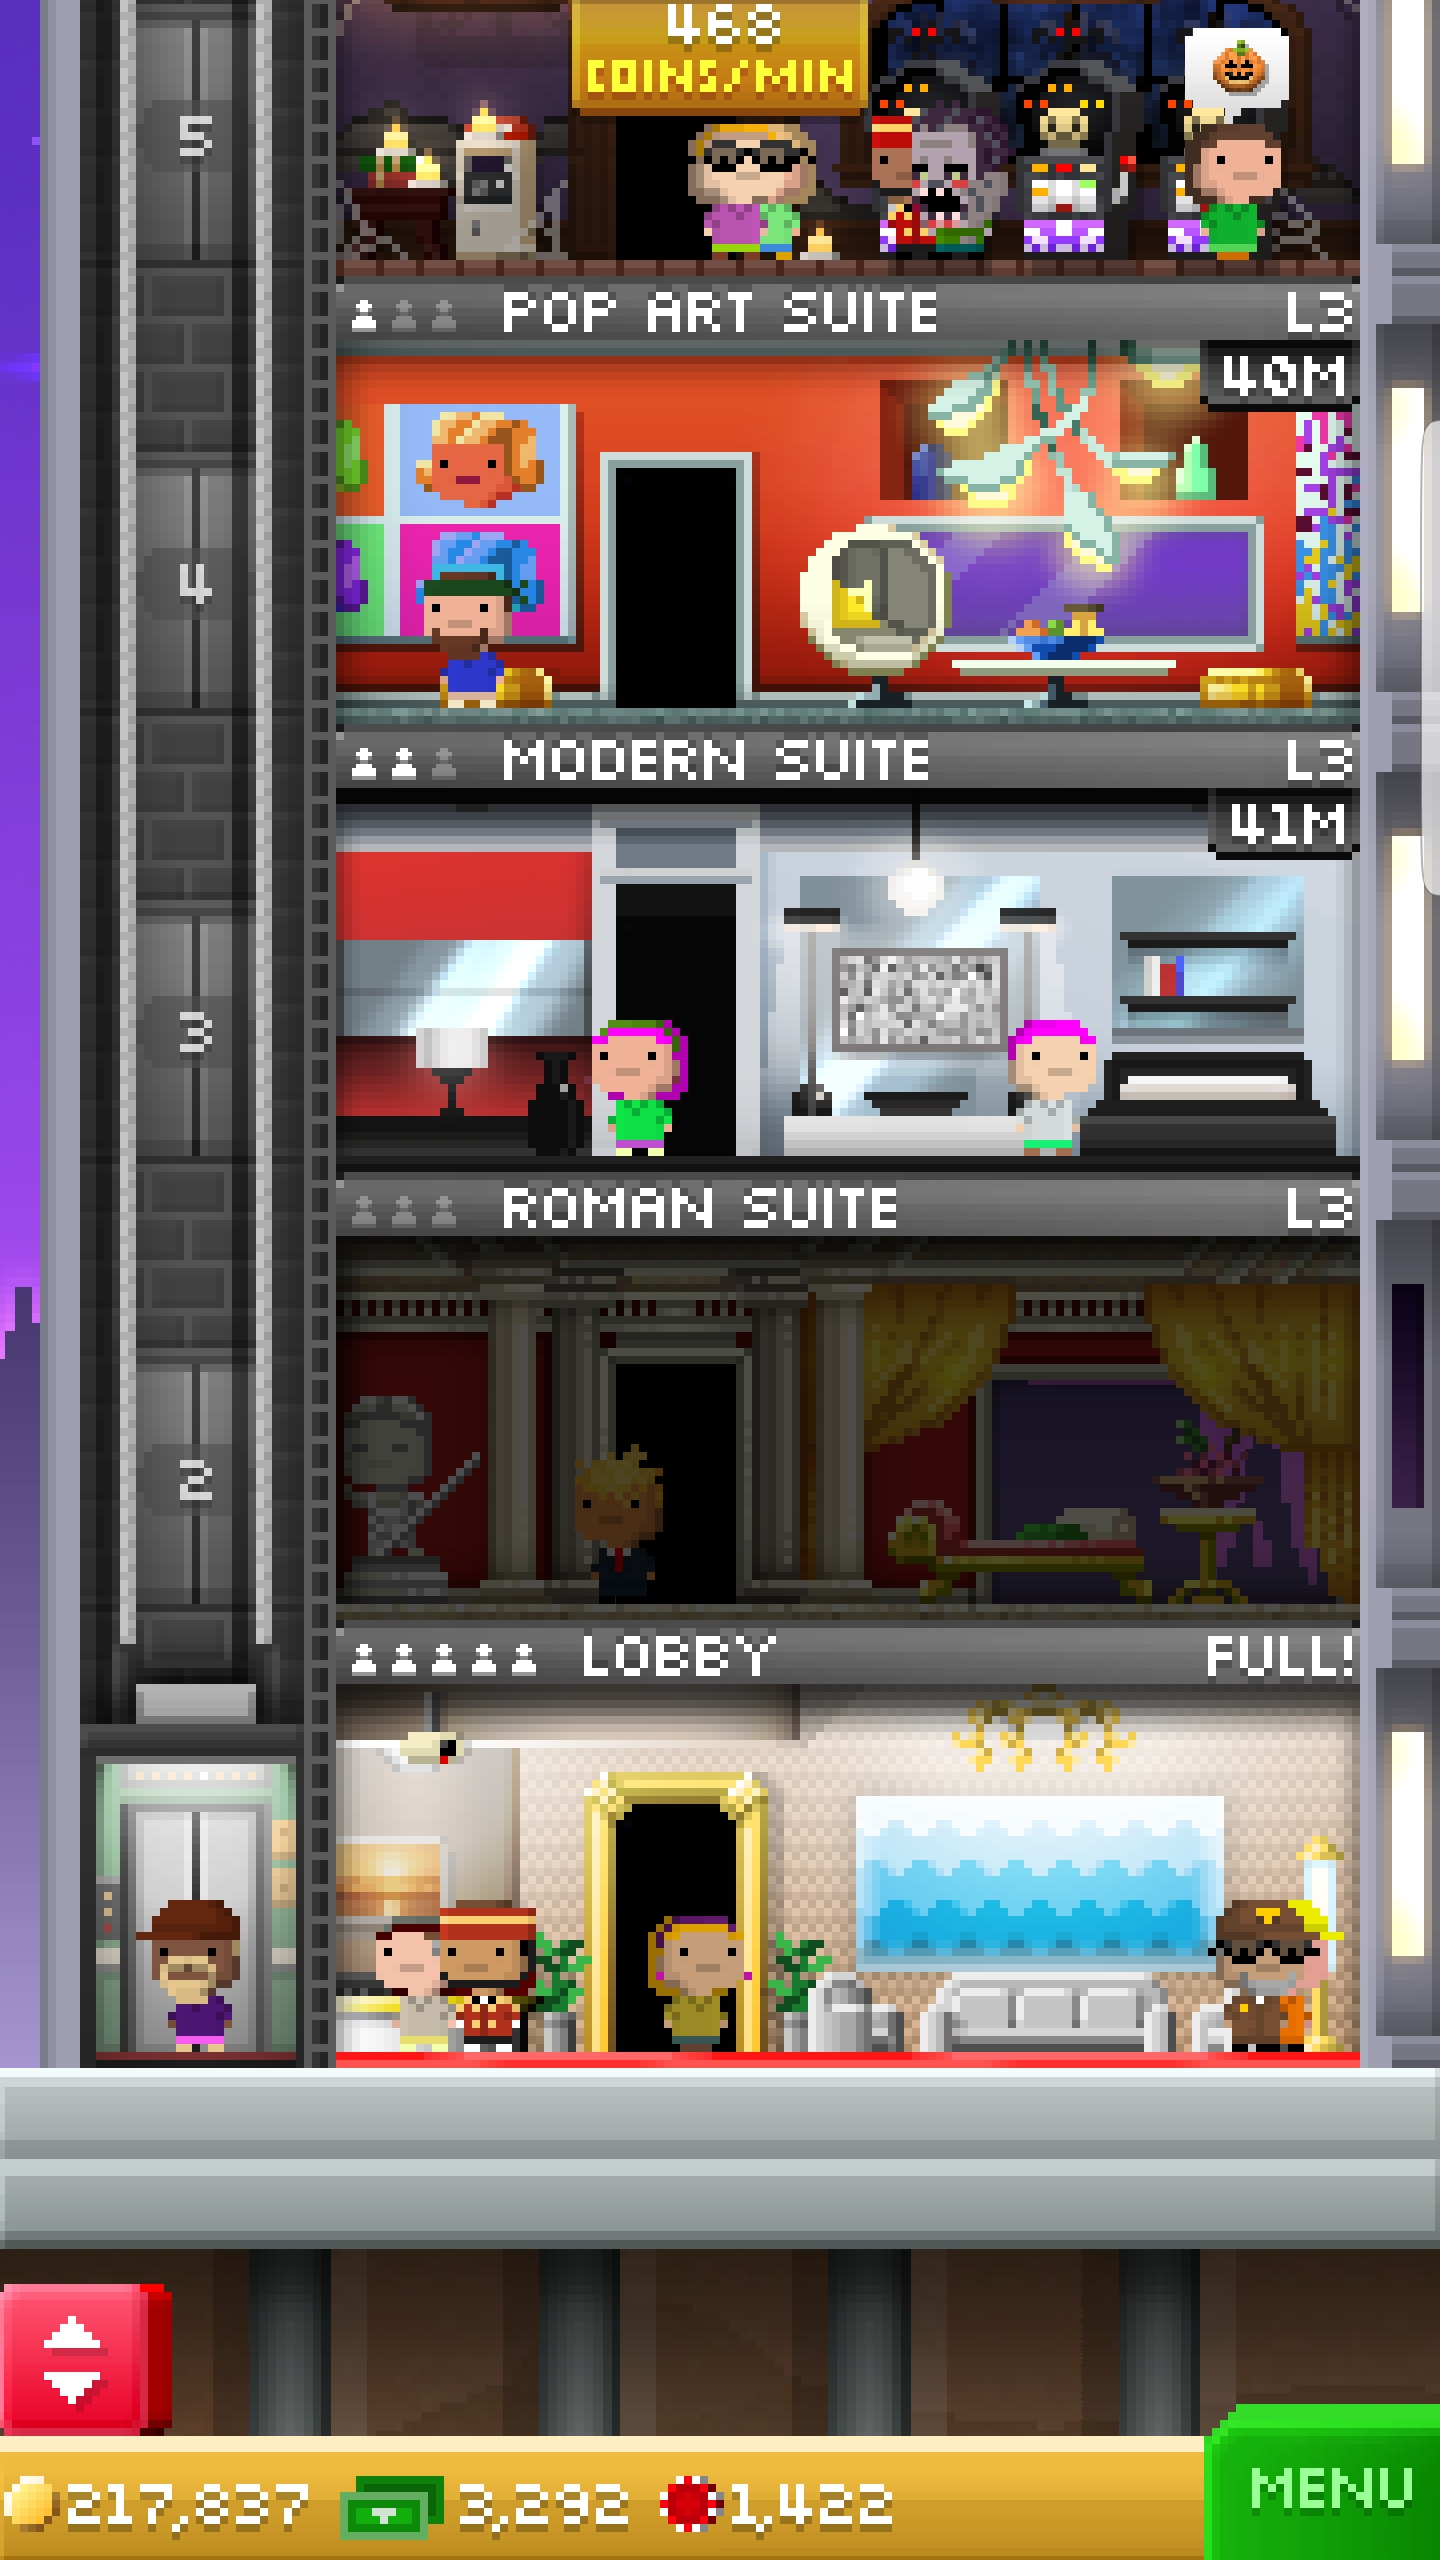 468
COINS/MIN
5
POP ART SUITE L3
40M
4
MODERN SUITE L3
41M
3
ROMAN SUITE L3
2
LOBBY FULL!
217,837 3,292 1,422
MENU